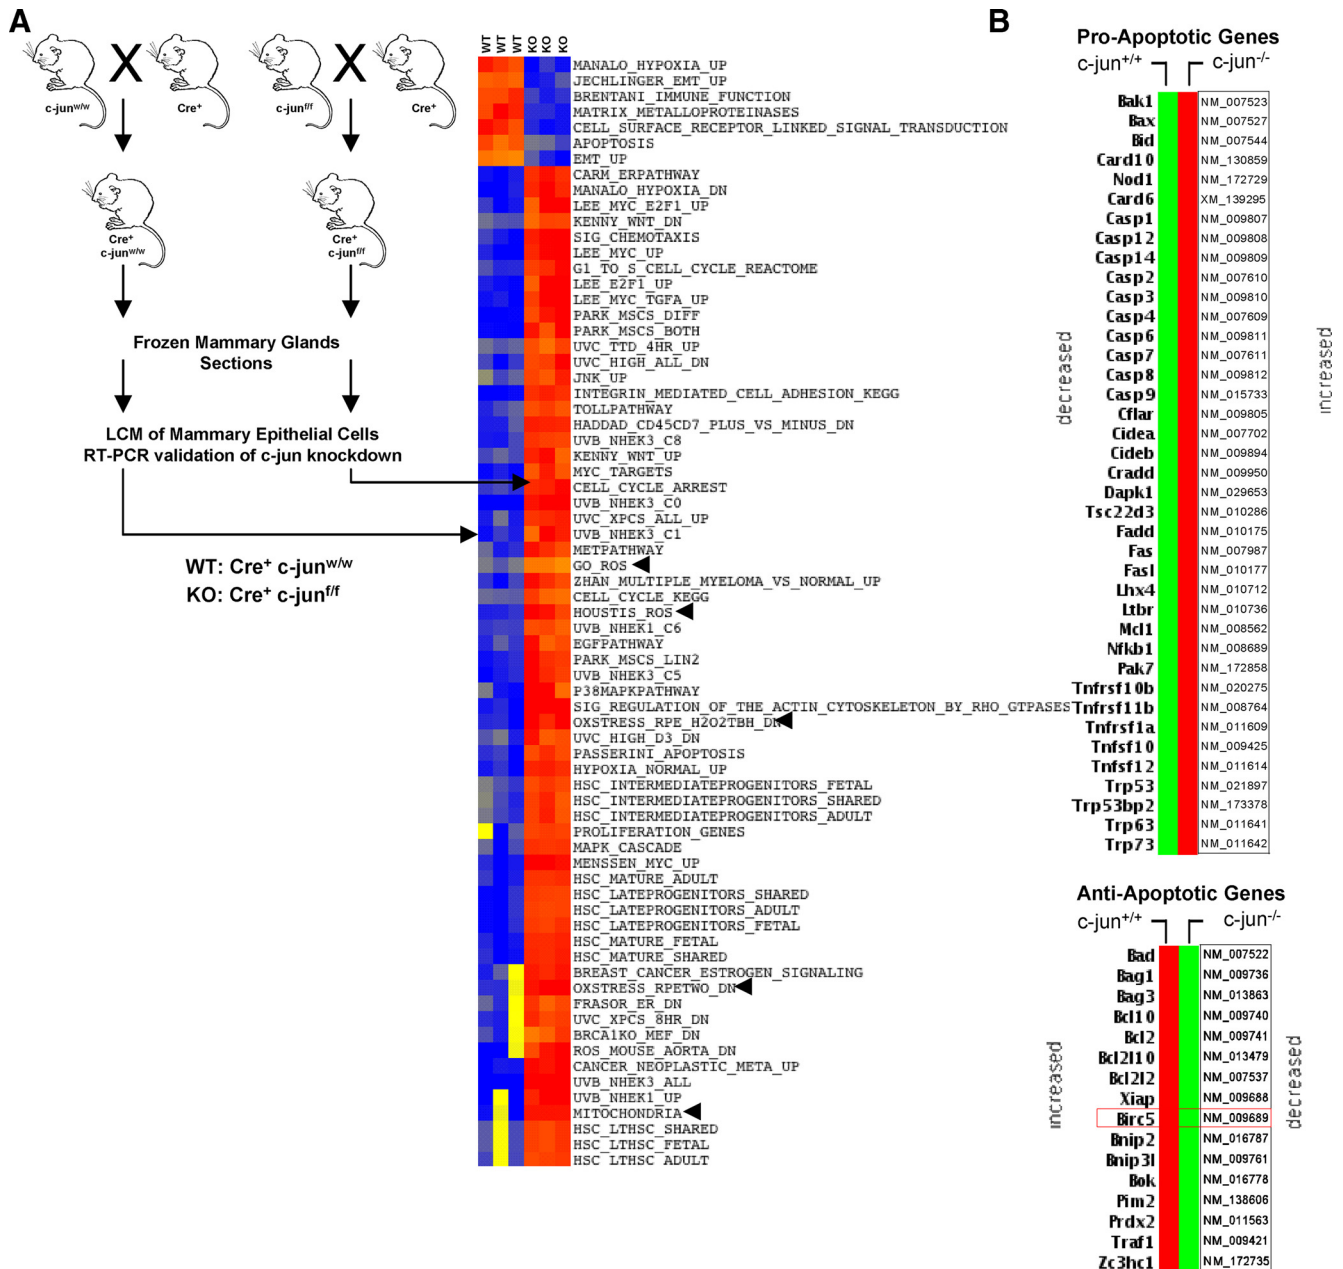 A
X
X
c-jun^w/w
Cre⁺
c-jun^f/f
Cre⁺
Cre⁺
c-jun^w/w
Cre⁺
c-jun^f/f
Frozen Mammary Glands
Sections
LCM of Mammary Epithelial Cells
RT-PCR validation of c-jun knockdown
WT: Cre⁺ c-jun^w/w
KO: Cre⁺ c-jun^f/f
WT WT WT KO KO KO
MANALO_HYPOXIA_UP
JECHLINGER_EMT_UP
BRENTANI_IMMUNE_FUNCTION
MATRIX_METALLOPROTEINASES
CELL_SURFACE_RECEPTOR_LINKED_SIGNAL_TRANSDUCTION
APOPTOSIS
EMT_UP
CARM_ERPATHWAY
MANALO_HYPOXIA_DN
LEE_MYC_E2F1_UP
KENNY_WNT_DN
SIG_CHEMOTAXIS
LEE_MYC_UP
G1_TO_S_CELL_CYCLE_REACTOME
LEE_E2F1_UP
LEE_MYC_TGFA_UP
PARK_MSCS_DIFF
PARK_MSCS_BOTH
UVC_TTD_4HR_UP
UVC_HIGH_ALL_DN
JNK_UP
INTEGRIN_MEDIATED_CELL_ADHESION_KEGG
TOLLPATHWAY
HADDAD_CD45CD7_PLUS_VS_MINUS_DN
UVB_NHEK3_C8
KENNY_WNT_UP
MYC_TARGETS
CELL_CYCLE_ARREST
UVB_NHEK3_C0
UVC_XPCS_ALL_UP
UVB_NHEK3_C1
METPATHWAY
GO_ROS
ZHAN_MULTIPLE_MYELOMA_VS_NORMAL_UP
CELL_CYCLE_KEGG
HOUSTIS_ROS
UVB_NHEK1_C6
EGFPATHWAY
PARK_MSCS_LIN2
UVB_NHEK3_C5
P38MAPKPATHWAY
SIG_REGULATION_OF_THE_ACTIN_CYTOSKELETON_BY_RHO_GTPASES
OXSTRESS_RPE_H2O2TBH_DN
UVC_HIGH_D3_DN
PASSERINI_APOPTOSIS
HYPOXIA_NORMAL_UP
HSC_INTERMEDIATEPROGENITORS_FETAL
HSC_INTERMEDIATEPROGENITORS_SHARED
HSC_INTERMEDIATEPROGENITORS_ADULT
PROLIFERATION_GENES
MAPK_CASCADE
MENSSEN_MYC_UP
HSC_MATURE_ADULT
HSC_LATEPROGENITORS_SHARED
HSC_LATEPROGENITORS_ADULT
HSC_LATEPROGENITORS_FETAL
HSC_MATURE_FETAL
HSC_MATURE_SHARED
BREAST_CANCER_ESTROGEN_SIGNALING
OXSTRESS_RPETWO_DN
FRASOR_ER_DN
UVC_XPCS_8HR_DN
BRCA1KO_MEF_DN
ROS_MOUSE_AORTA_DN
CANCER_NEOPLASTIC_META_UP
UVB_NHEK3_ALL
UVB_NHEK1_UP
MITOCHONDRIA
HSC_LTHSC_SHARED
HSC_LTHSC_FETAL
HSC_LTHSC_ADULT
B
Pro-Apoptotic Genes
c-jun⁺/⁺ c-jun⁻/⁻
decreased
increased
Bak1 NM_007523
Bax NM_007527
Bid NM_007544
Card10 NM_130859
Nod1 NM_172729
Card6 XM_139295
Casp1 NM_009807
Casp12 NM_009808
Casp14 NM_009809
Casp2 NM_007610
Casp3 NM_009810
Casp4 NM_007609
Casp6 NM_009811
Casp7 NM_007611
Casp8 NM_009812
Casp9 NM_015733
Cflar NM_009805
Cidea NM_007702
Cideb NM_009894
Cradd NM_009950
Dapk1 NM_029653
Tsc22d3 NM_010286
Fadd NM_010175
Fas NM_007987
Fasl NM_010177
Lhx4 NM_010712
Ltbr NM_010736
Mcl1 NM_008562
Nfkb1 NM_008689
Pak7 NM_172858
Tnfrsf10b NM_020275
Tnfrsf11b NM_008764
Tnfrsf1a NM_011609
Tnfsf10 NM_009425
Tnfsf12 NM_011614
Trp53 NM_021897
Trp53bp2 NM_173378
Trp63 NM_011641
Trp73 NM_011642
Anti-Apoptotic Genes
c-jun⁺/⁺ c-jun⁻/⁻
increased
decreased
Bad NM_007522
Bag1 NM_009736
Bag3 NM_013863
Bcl10 NM_009740
Bcl2 NM_009741
Bcl2l10 NM_013479
Bcl2l2 NM_007537
Xiap NM_009688
Birc5 NM_009689
Bnip2 NM_016787
Bnip3l NM_009761
Bok NM_016778
Pim2 NM_138606
Prdx2 NM_011563
Traf1 NM_009421
Zc3hc1 NM_172735